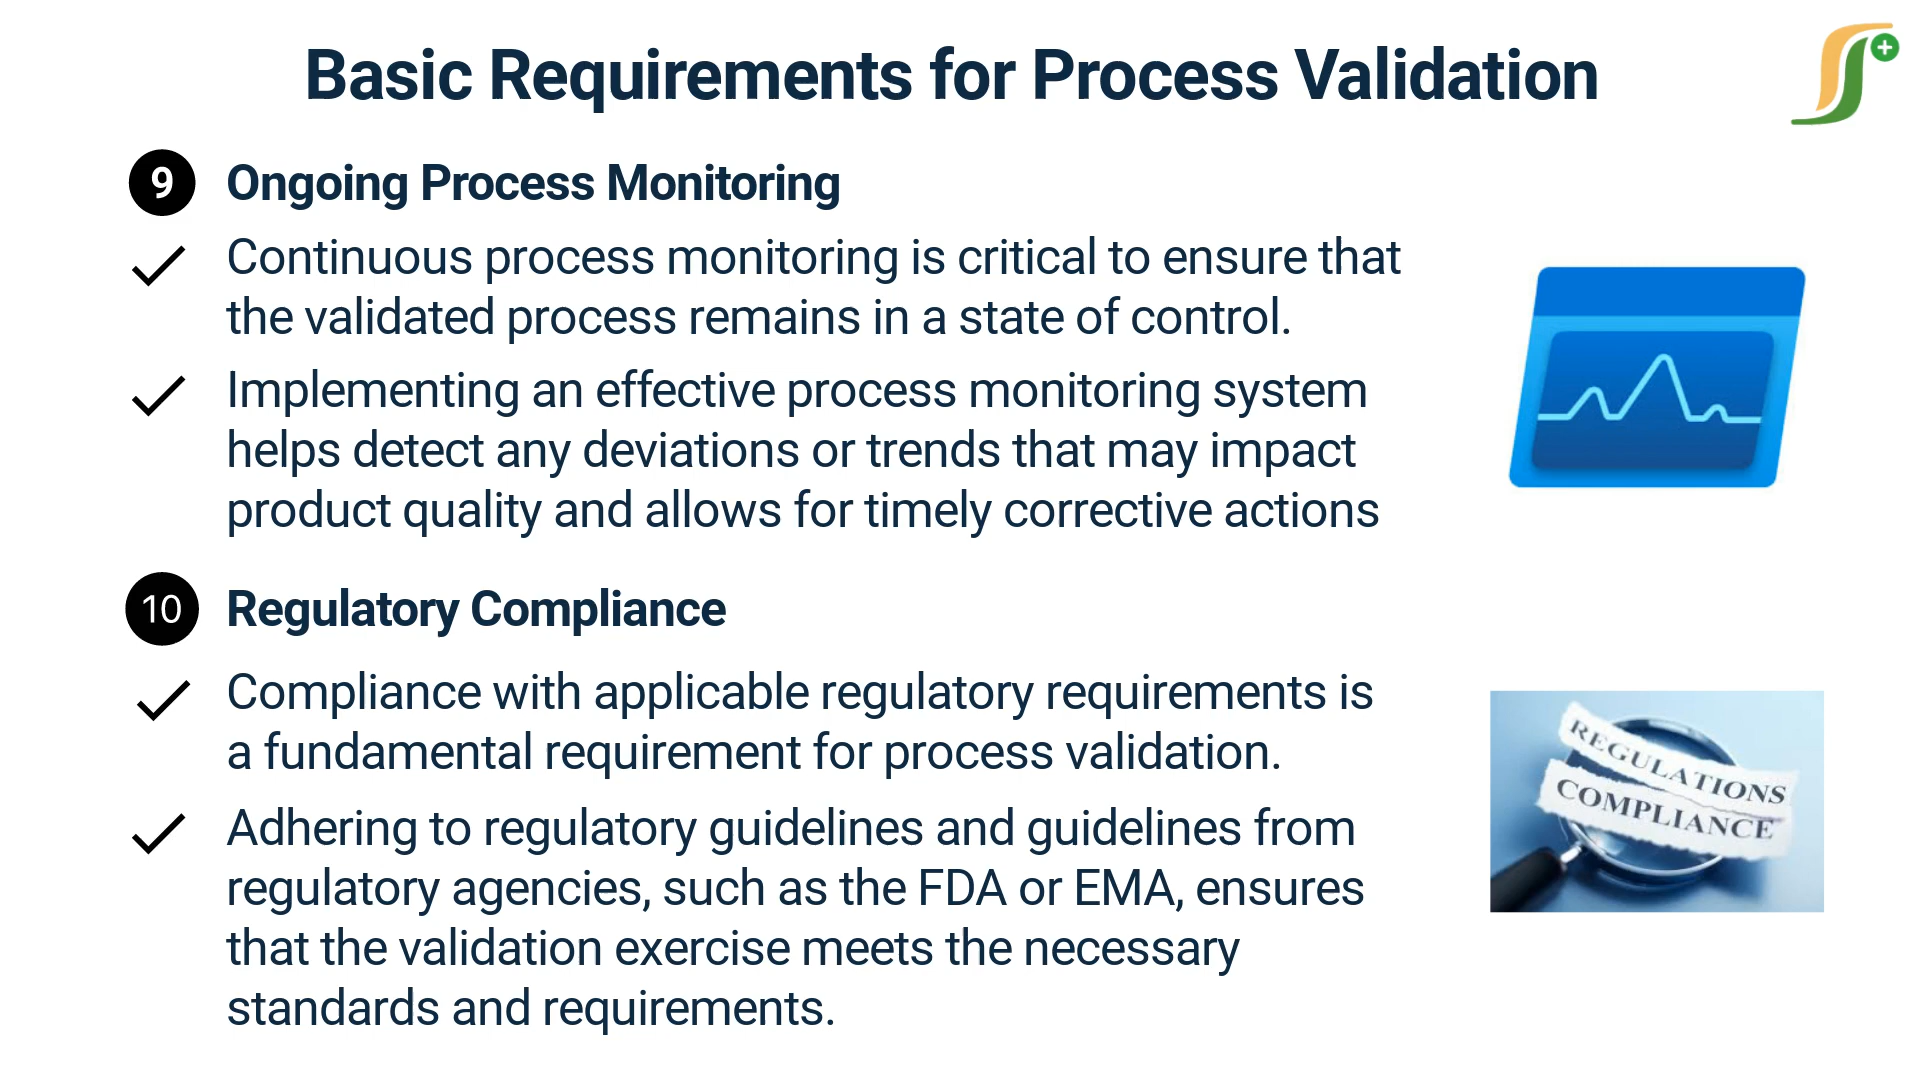 Basic Requirements for Process Validation
9 Ongoing Process Monitoring
Continuous process monitoring is critical to ensure that
the validated process remains in a state of control.
Implementing an effective process monitoring system
helps detect any deviations or trends that may impact
product quality and allows for timely corrective actions
10 Regulatory Compliance
Compliance with applicable regulatory requirements is
a fundamental requirement for process validation.
Adhering to regulatory guidelines and guidelines from
regulatory agencies, such as the FDA or EMA, ensures
that the validation exercise meets the necessary
standards and requirements.
REGULATIONS
COMPLIANCE